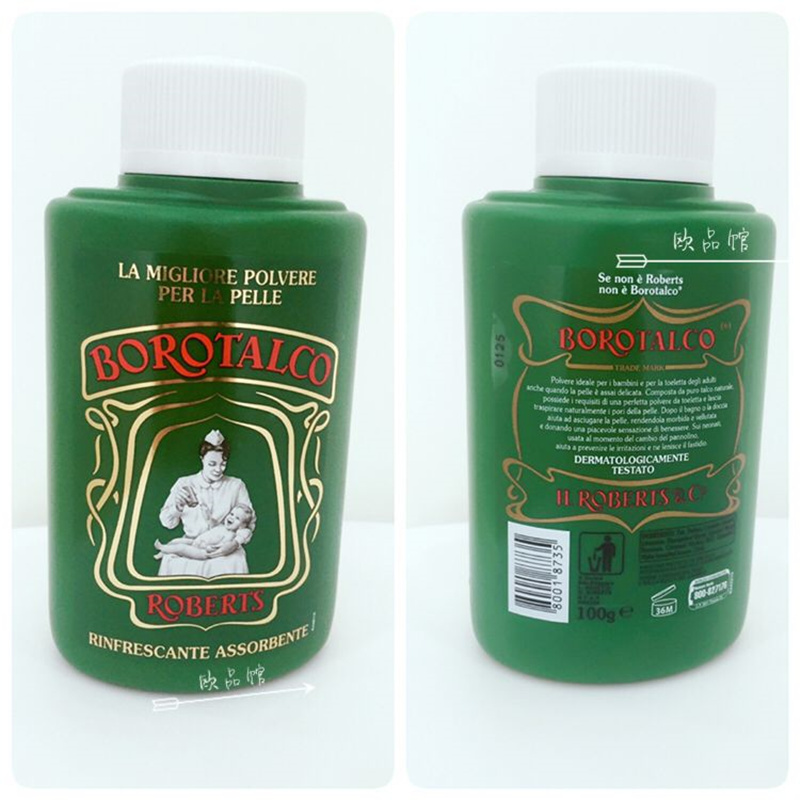 LA MIGLIORE POLVERE
PER LA PELLE
BOROTALCO
ROBERTS
RINFRESCANTE ASSORBENTE
欧品馆
欧品馆
Se non è Roberts
non è Borotalco®
BOROTALCO
TRADE MARK
0125
Polvere ideale per i bambini e per la toeletta degli adulti
anche quando la pelle è assai delicata. Composta da puro talco naturale,
possiede i requisiti di una perfetta polvere da toeletta e lascia
traspirare naturalmente i pori della pelle. Dopo il bagno o la doccia
aiuta ad asciugare la pelle, rendendola morbida e vellutata
e donando una piacevole sensazione di benessere. Sui neonati,
usata al momento del cambio del pannolino,
aiuta a prevenire le irritazioni e ne lenisce il fastidio.
DERMATOLOGICAMENTE
TESTATO
H. ROBERTS & Co
8001 8735
100g e
36M
800-827176